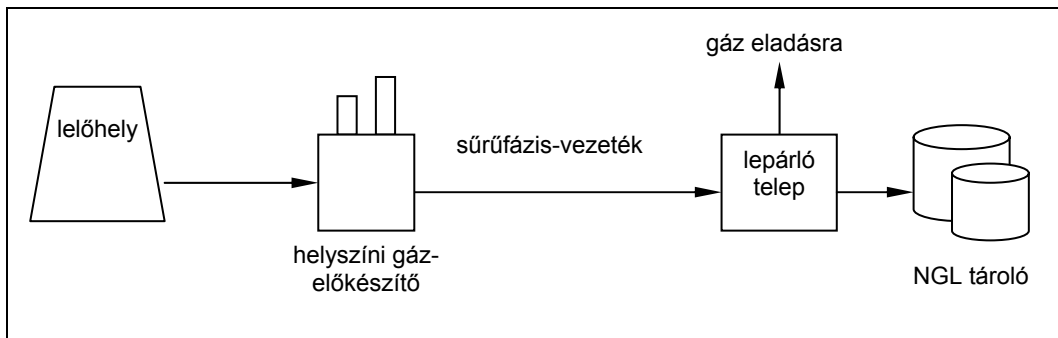 gáz eladásra
lelőhely
sűrűfázis-vezeték
lepárló
telep
helyszíni gáz-
előkészítő
NGL tároló